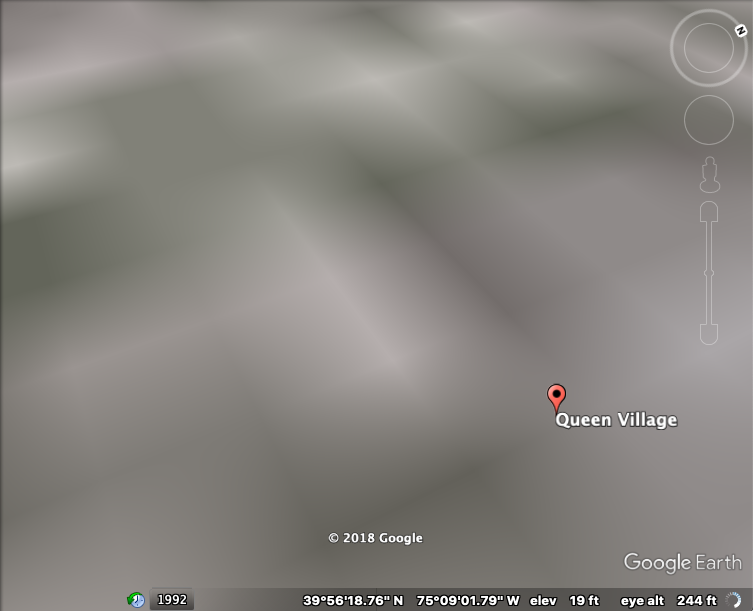 N
Queen Village
© 2018 Google
Google Earth
1992 39°56'18.76" N 75°09'01.79" W elev 19 ft eye alt 244 ft